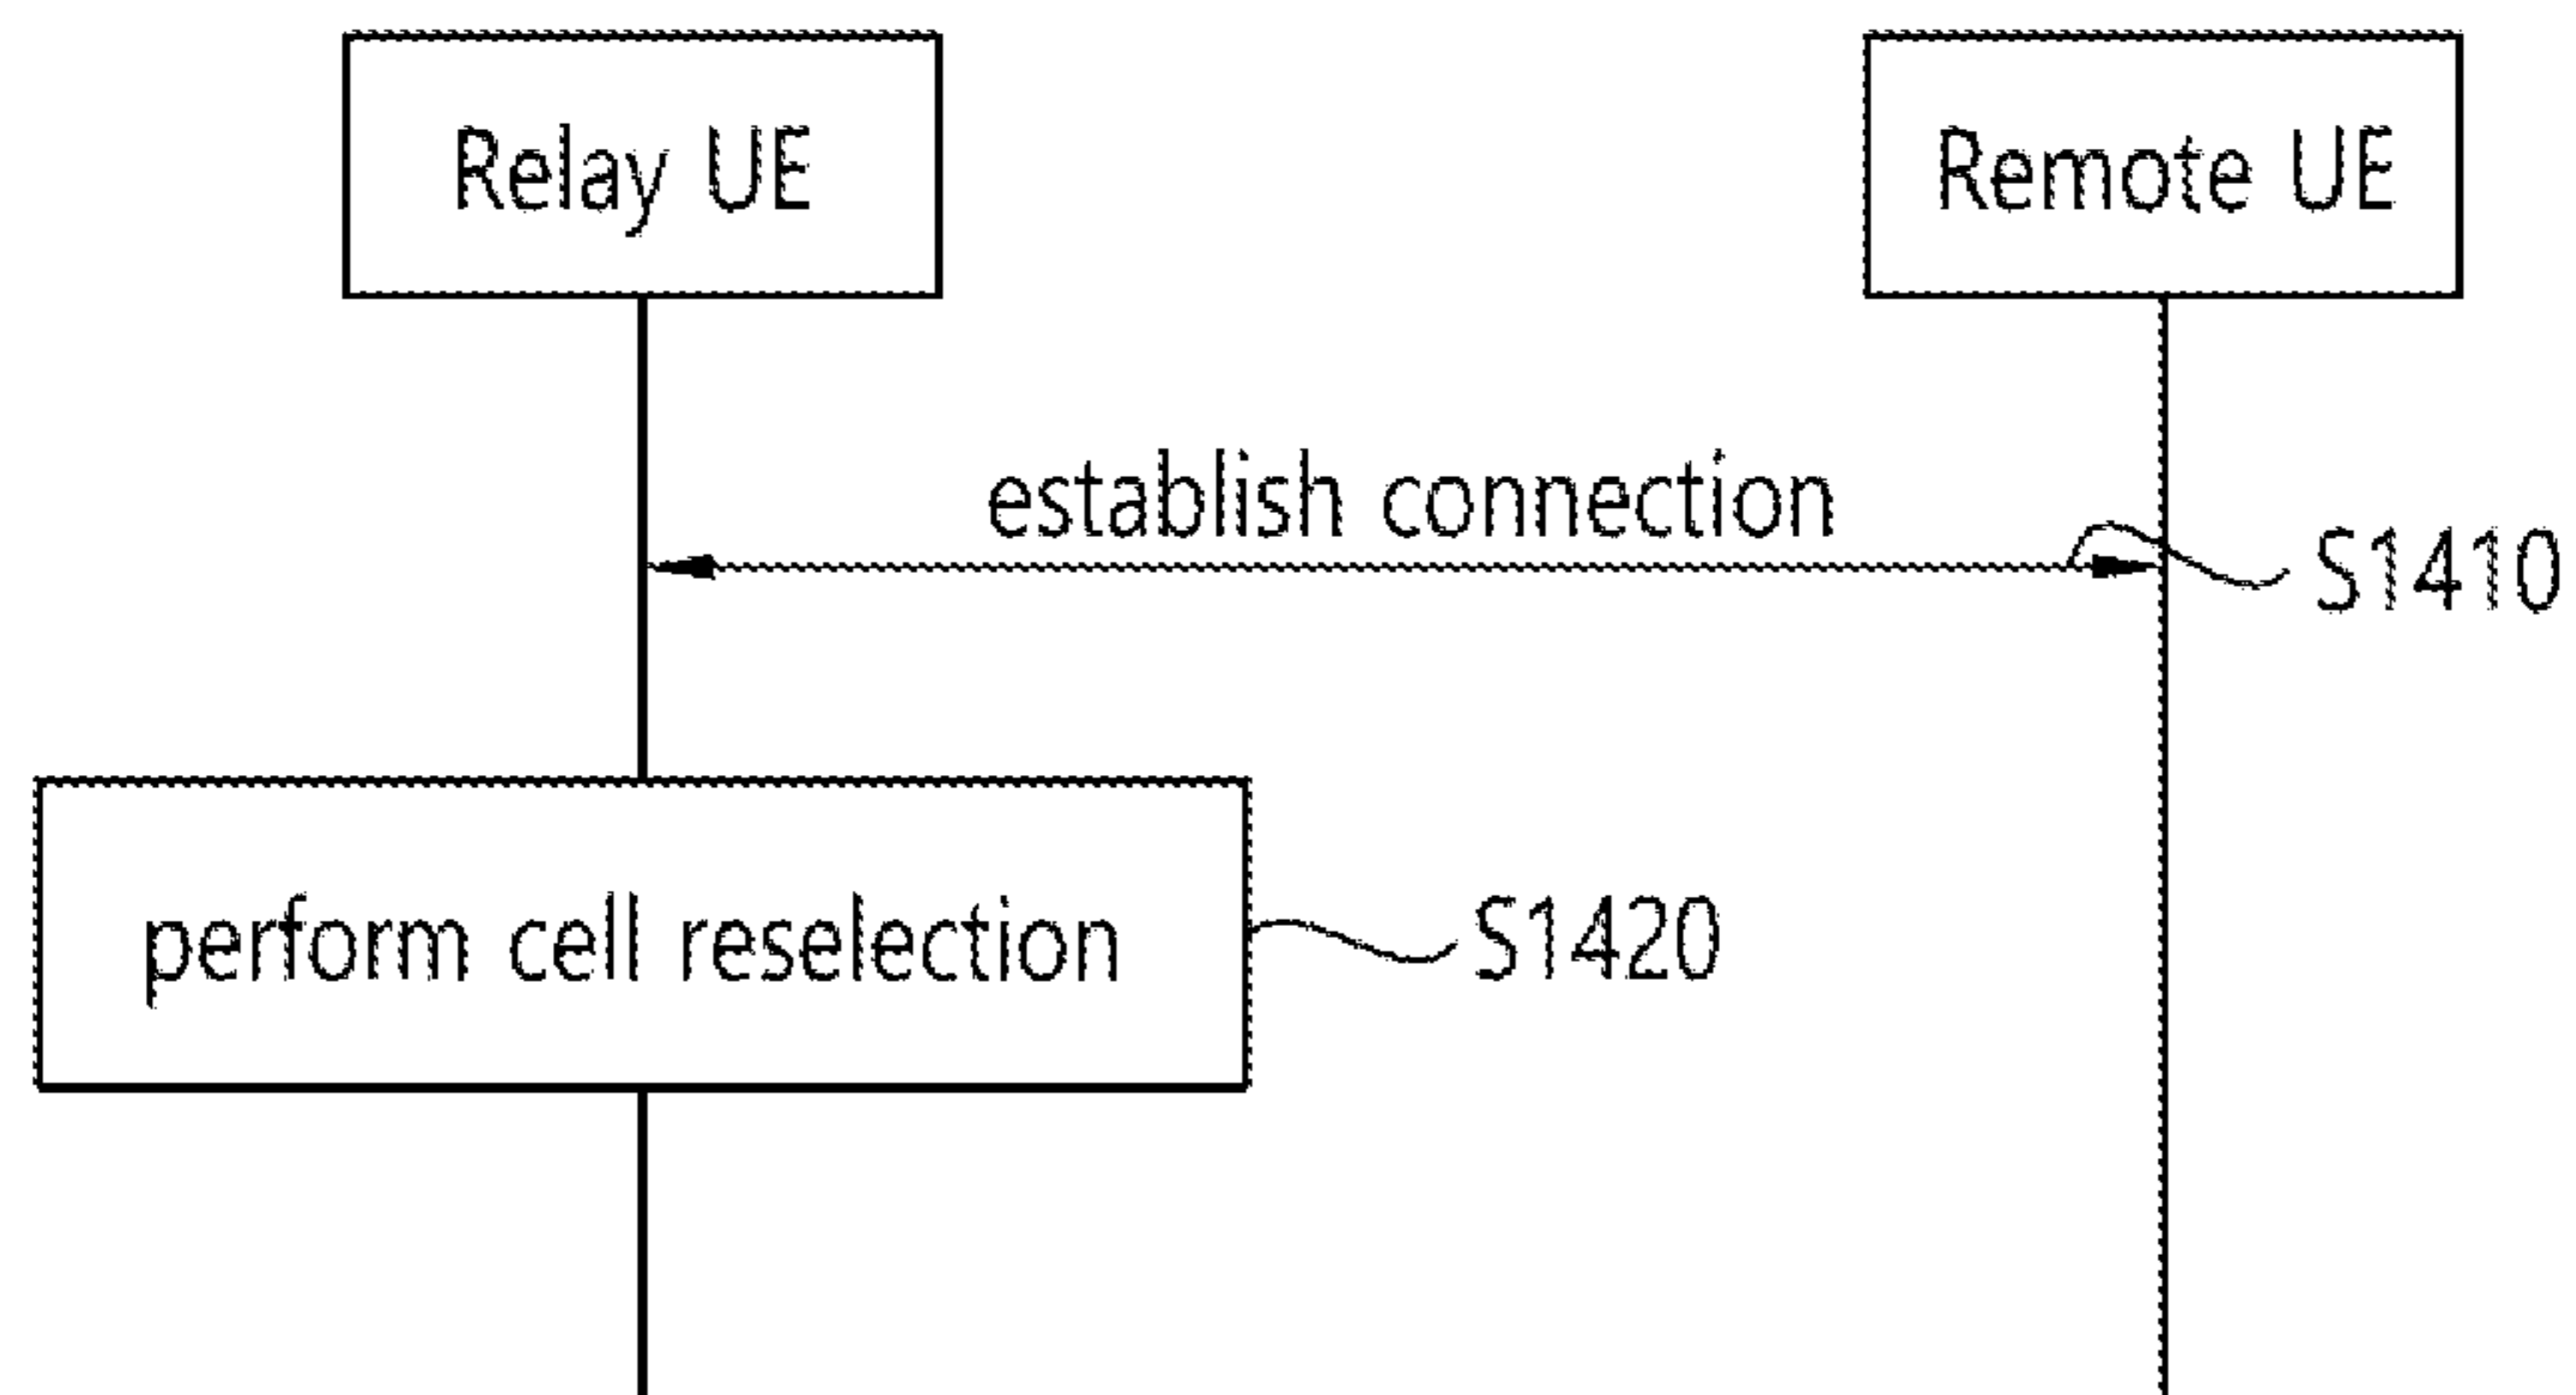 Relay UE
Remote UE
establish connection
S1410
perform cell reselection
S1420